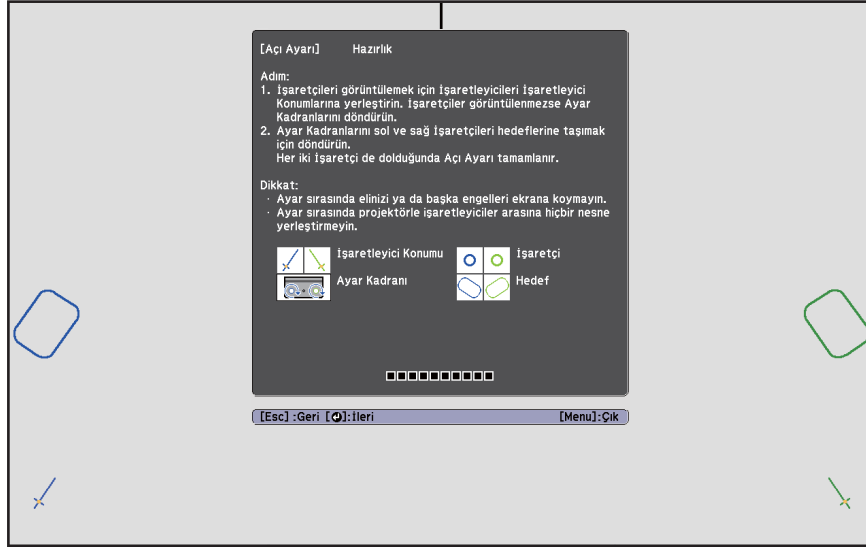 [Açı Ayarı] Hazırlık
Adım:
1. İşaretçileri görüntülemek için İşaretleyicileri İşaretleyici
Konumlarına yerleştirin. İşaretçiler görüntülenmezse Ayar
Kadranlarını döndürün.
2. Ayar Kadranlarını sol ve sağ İşaretçileri hedeflerine taşımak
için döndürün.
Her iki İşaretçi de dolduğunda Açı Ayarı tamamlanır.
Dikkat:
· Ayar sırasında elinizi ya da başka engelleri ekrana koymayın.
· Ayar sırasında projektörle işaretleyiciler arasına hiçbir nesne
yerleştirmeyin.
İşaretleyici Konumu İşaretçi
Ayar Kadranı Hedef
[Esc] :Geri [⏎]:İleri [Menu]:Çık